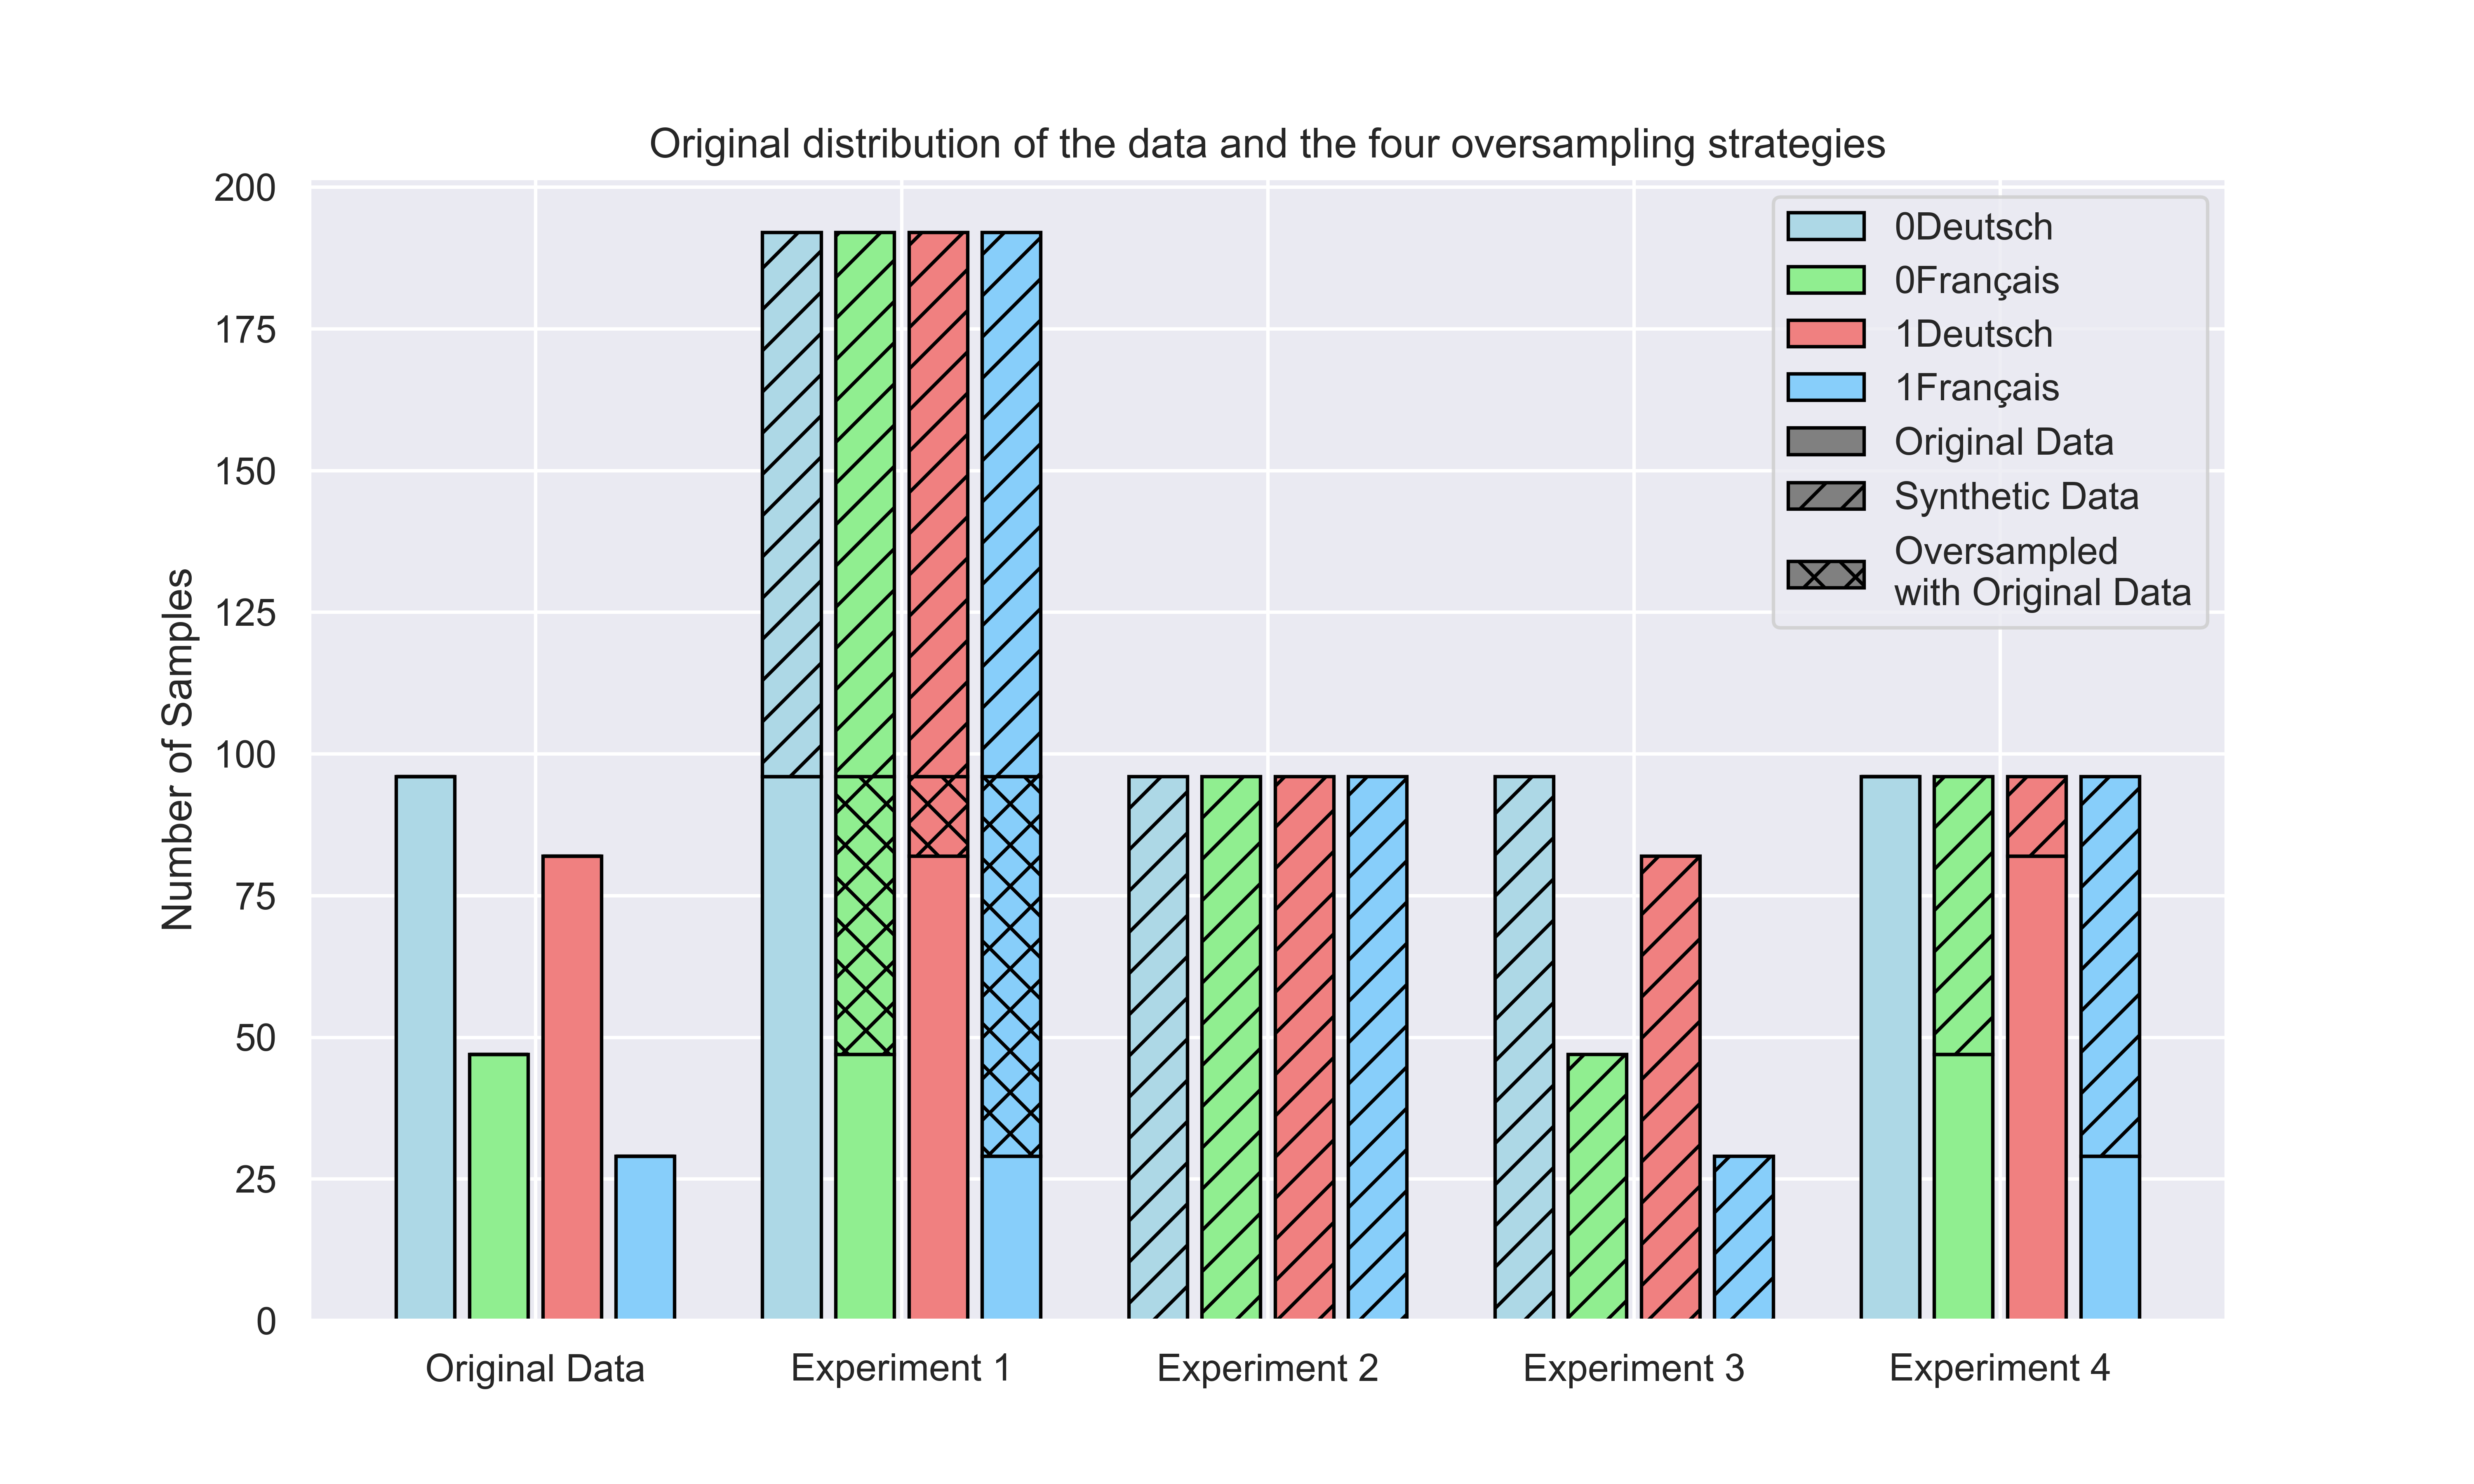 Original distribution of the data and the four oversampling strategies
Number of Samples
200
175
150
125
100
75
50
25
0
0Deutsch
0Français
1Deutsch
1Français
Original Data
Synthetic Data
Oversampled
with Original Data
Original Data
Experiment 1
Experiment 2
Experiment 3
Experiment 4